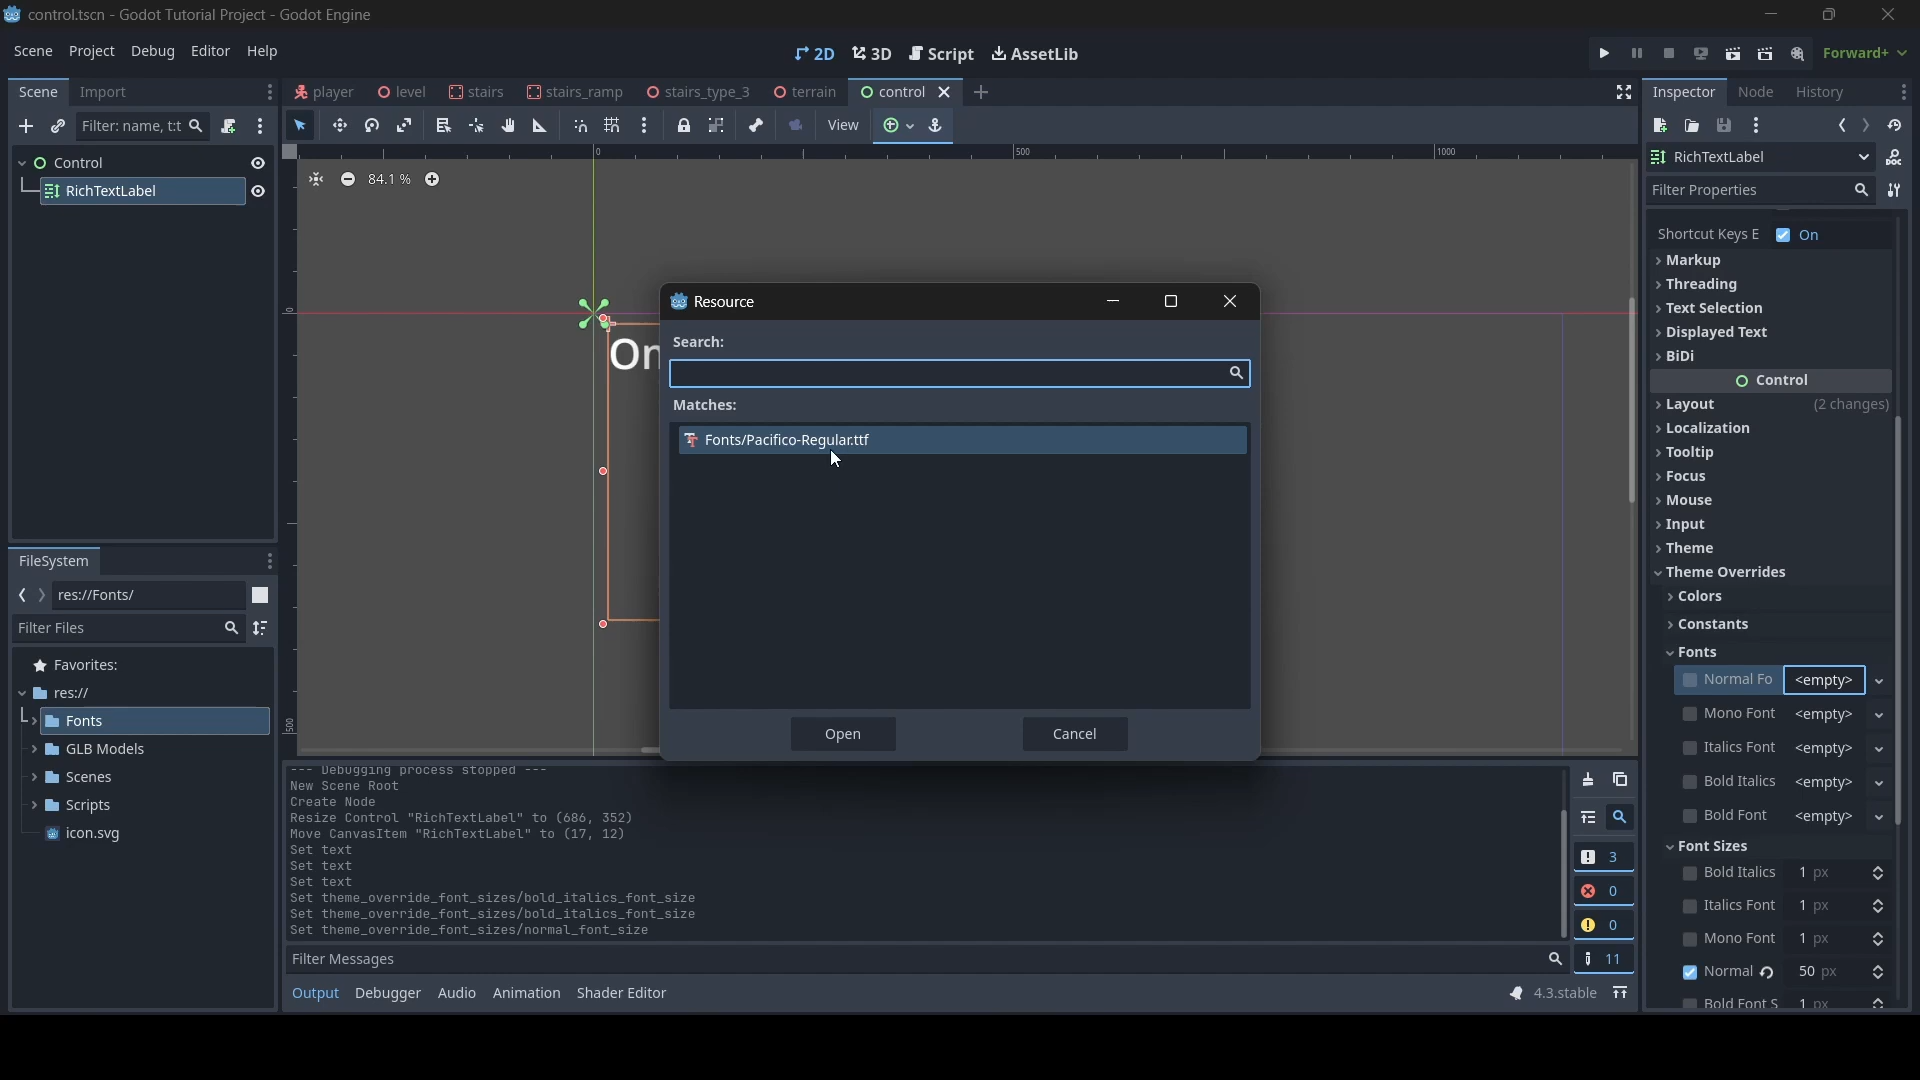 control.tscn - Godot Tutorial Project - Godot Engine
Scene Project Debug Editor Help
2D 3D Script AssetLib
Forward+
Scene Import
player level stairs stairs_ramp stairs_type_3 terrain control
Inspector Node History
Filter: name, t:t
View
Control
RichTextLabel
0 500 1000
84.1 %
0
500
On
RichTextLabel
Filter Properties
Shortcut Keys E On
Markup
Threading
Text Selection
Displayed Text
BiDi
Control
Layout (2 changes)
Localization
Tooltip
Focus
Mouse
Input
Theme
Theme Overrides
Colors
Constants
Fonts
Normal Fo <empty>
Mono Font <empty>
Italics Font <empty>
Bold Italics <empty>
Bold Font <empty>
Font Sizes
Bold Italics 1 px
Italics Font 1 px
Mono Font 1 px
Normal 50 px
Bold Font S 1 px
Resource
Search:
Matches:
Fonts/Pacifico-Regular.ttf
Open Cancel
FileSystem
res://Fonts/
Filter Files
Favorites:
res://
Fonts
GLB Models
Scenes
Scripts
icon.svg
--- Debugging process stopped ---
New Scene Root
Create Node
Resize Control "RichTextLabel" to (686, 352)
Move CanvasItem "RichTextLabel" to (17, 12)
Set text
Set text
Set text
Set theme_override_font_sizes/bold_italics_font_size
Set theme_override_font_sizes/bold_italics_font_size
Set theme_override_font_sizes/normal_font_size
3
0
0
11
Filter Messages
Output Debugger Audio Animation Shader Editor
4.3.stable